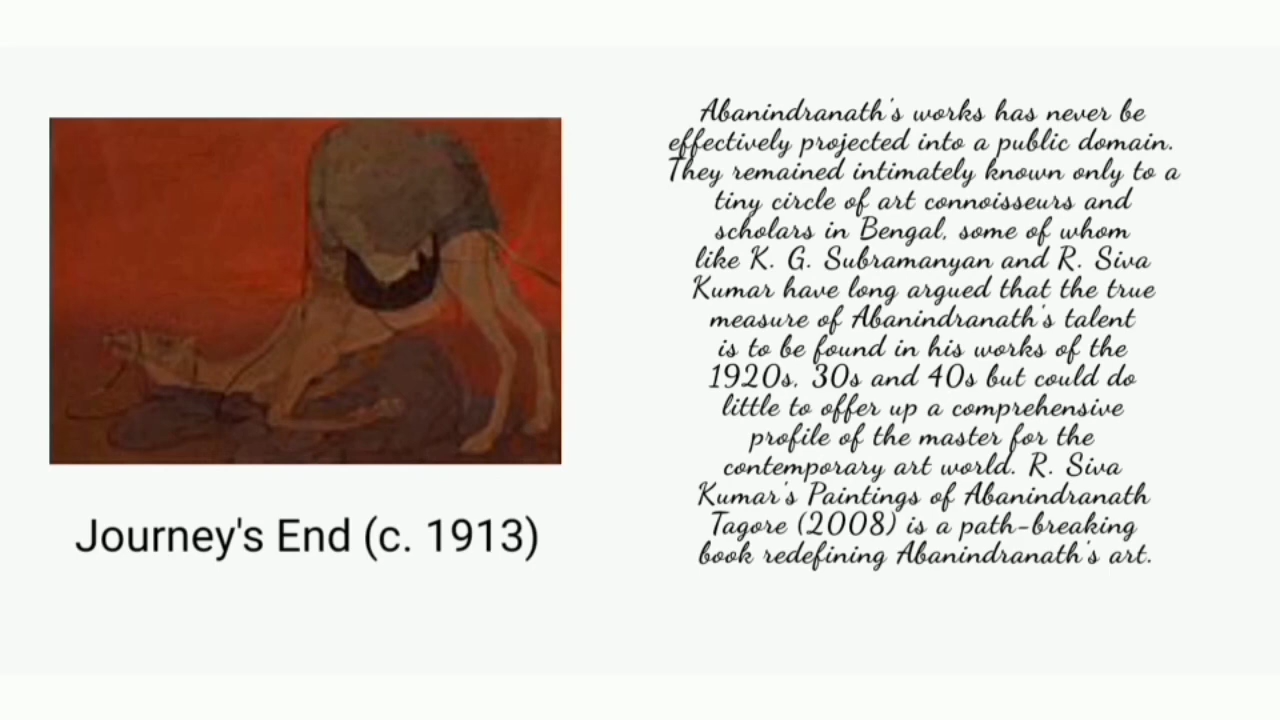 Journey's End (c. 1913)
Abanindranath's works has never be
effectively projected into a public domain.
They remained intimately known only to a
tiny circle of art connoisseurs and
scholars in Bengal, some of whom
like K. G. Subramanyan and R. Siva
Kumar have long argued that the true
measure of Abanindranath's talent
is to be found in his works of the
1920s, 30s and 40s but could do
little to offer up a comprehensive
profile of the master for the
contemporary art world. R. Siva
Kumar's Paintings of Abanindranath
Tagore (2008) is a path-breaking
book redefining Abanindranath's art.